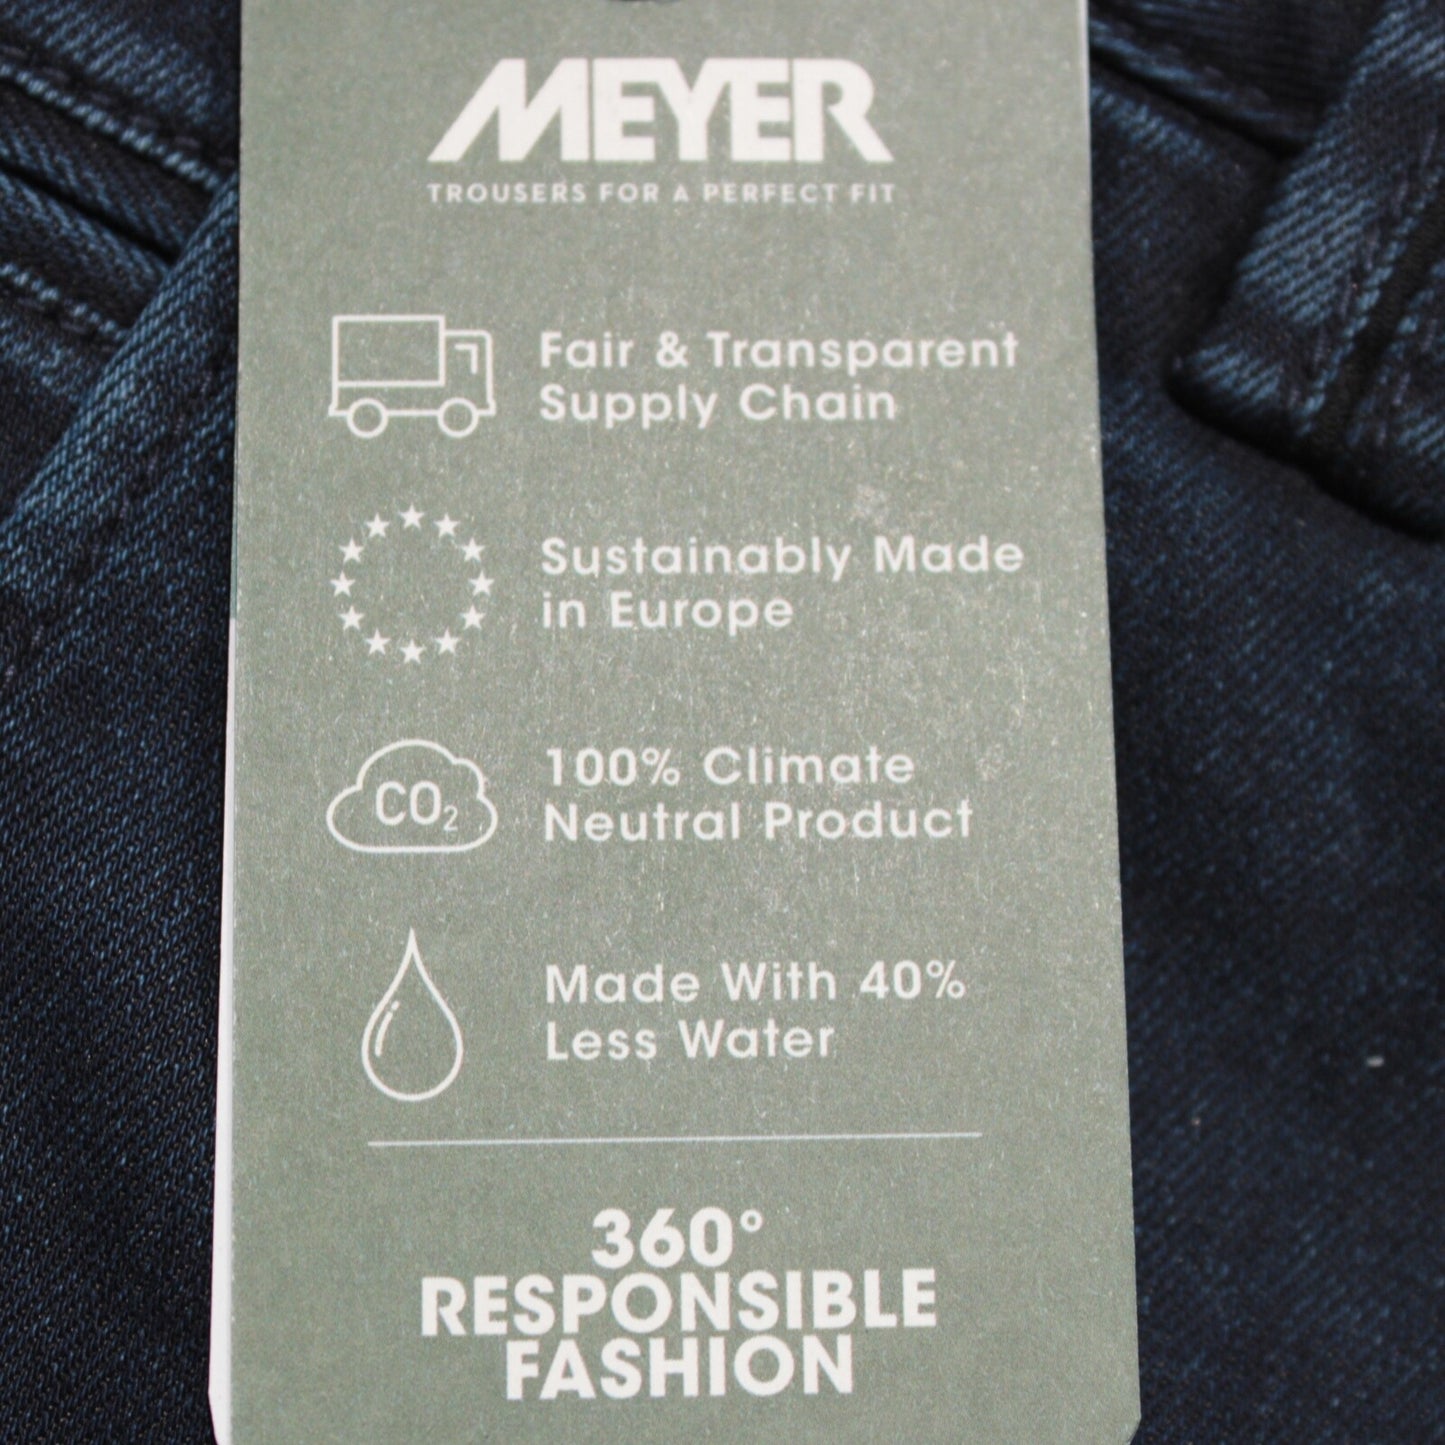 MEYER
TROUSERS FOR A PERFECT FIT
Fair & Transparent
Supply Chain
Sustainably Made
in Europe
CO₂
100% Climate
Neutral Product
Made With 40%
Less Water
360°
RESPONSIBLE
FASHION